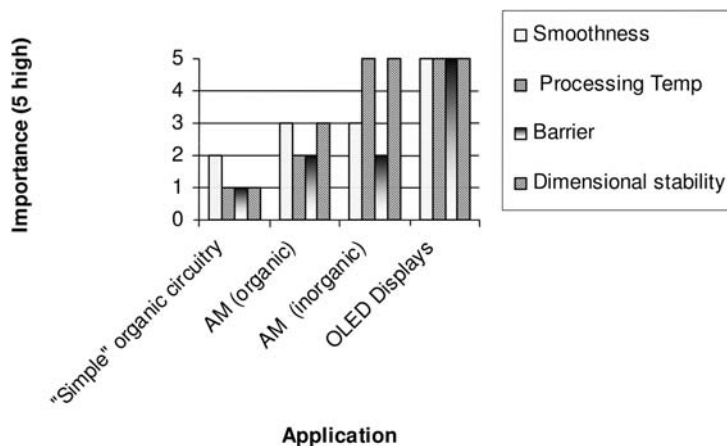 Importance (5 high)
5
4
3
2
1
0
"Simple" organic circuitry
AM (organic)
AM (inorganic)
OLED Displays
Application
Smoothness
Processing Temp
Barrier
Dimensional stability